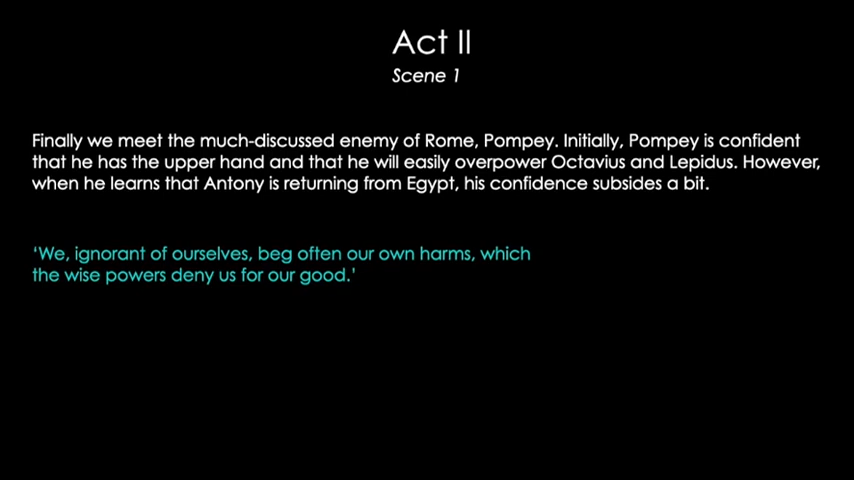 Act II
Scene 1
Finally we meet the much-discussed enemy of Rome, Pompey. Initially, Pompey is confident
that he has the upper hand and that he will easily overpower Octavius and Lepidus. However,
when he learns that Antony is returning from Egypt, his confidence subsides a bit.
‘We, ignorant of ourselves, beg often our own harms, which
the wise powers deny us for our good.’